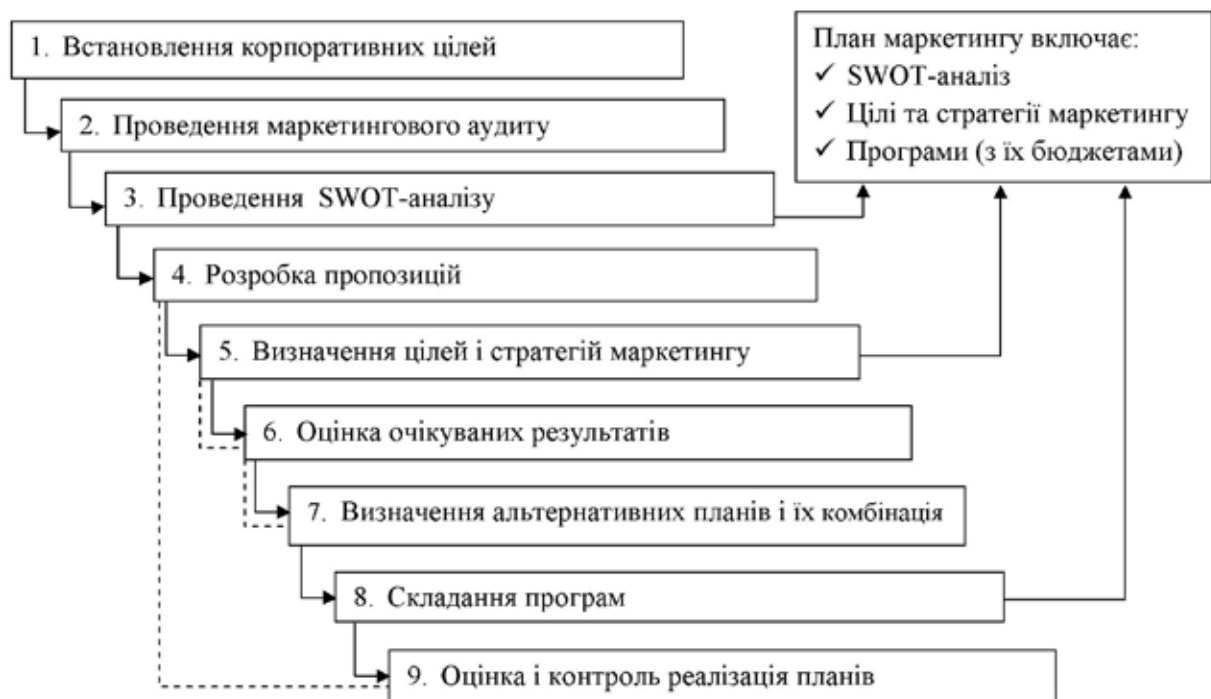 1. Встановлення корпоративних цілей
2. Проведення маркетингового аудиту
3. Проведення SWOT-аналізу
4. Розробка пропозицій
5. Визначення цілей і стратегій маркетингу
6. Оцінка очікуваних результатів
7. Визначення альтернативних планів і їх комбінація
8. Складання програм
9. Оцінка і контроль реалізація планів
План маркетингу включає:
✓ SWOT-аналіз
✓ Цілі та стратегії маркетингу
✓ Програми (з їх бюджетами)